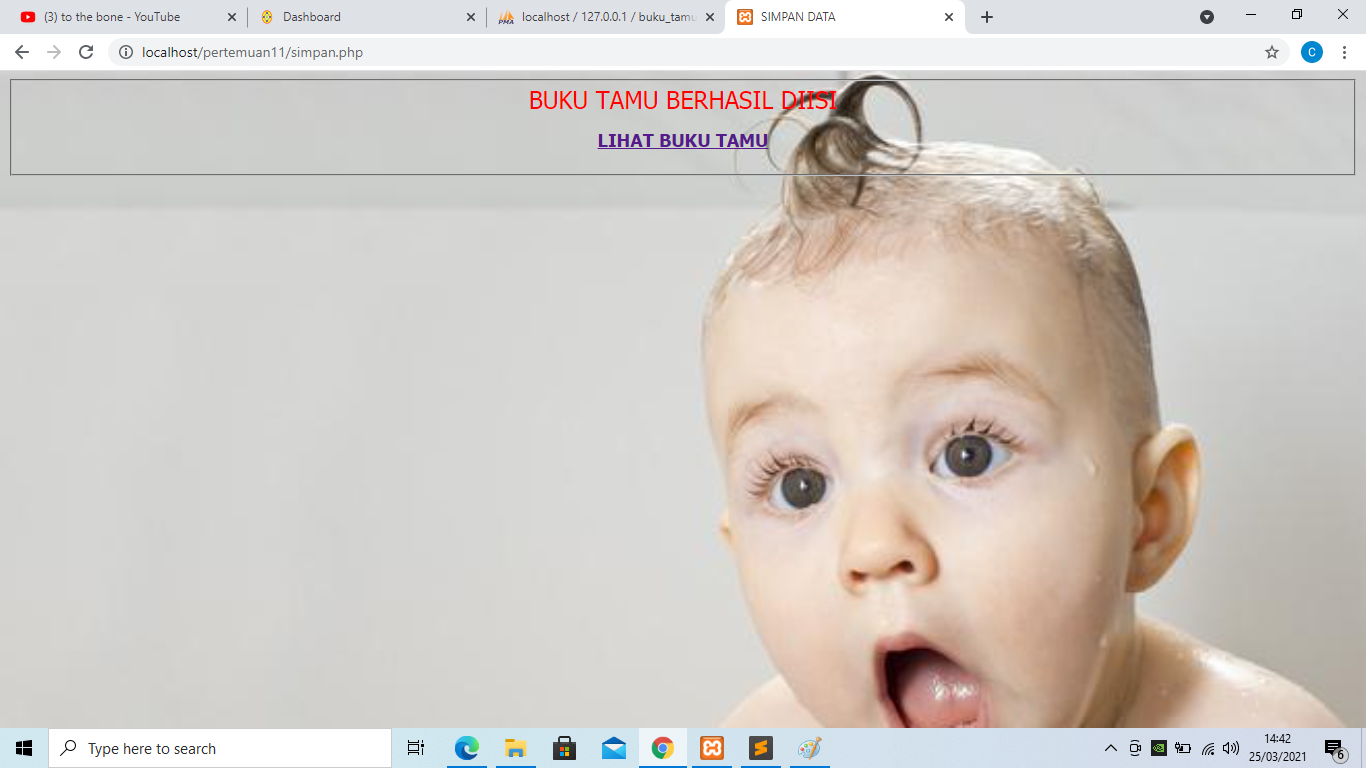 (3) to the bone - YouTube
Dashboard
localhost / 127.0.0.1 / buku_tamu
SIMPAN DATA
localhost/pertemuan11/simpan.php
C
BUKU TAMU BERHASIL DIISI
LIHAT BUKU TAMU
Type here to search
14:42
25/03/2021
6